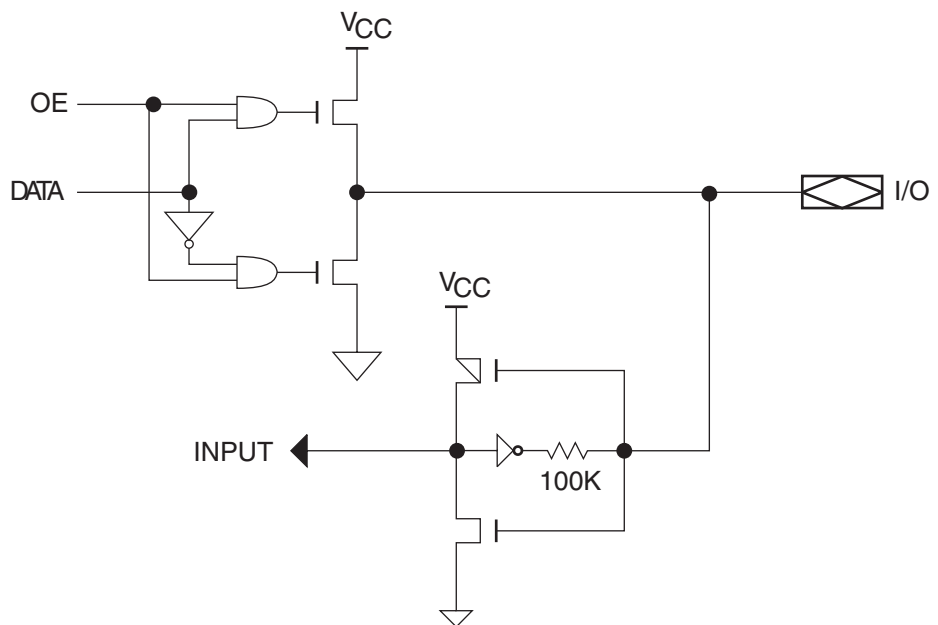 VCC
OE
DATA
I/O
VCC
INPUT
100K